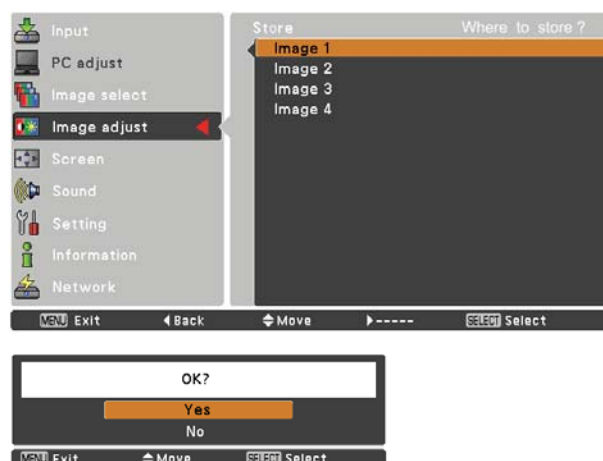 Input
PC adjust
Image select
Image adjust
Screen
Sound
Setting
Information
Network
Store Where to store ?
Image 1
Image 2
Image 3
Image 4
MENU Exit Back Move ----- SELECT Select
OK?
Yes
No
MENU Exit Move SELECT Select